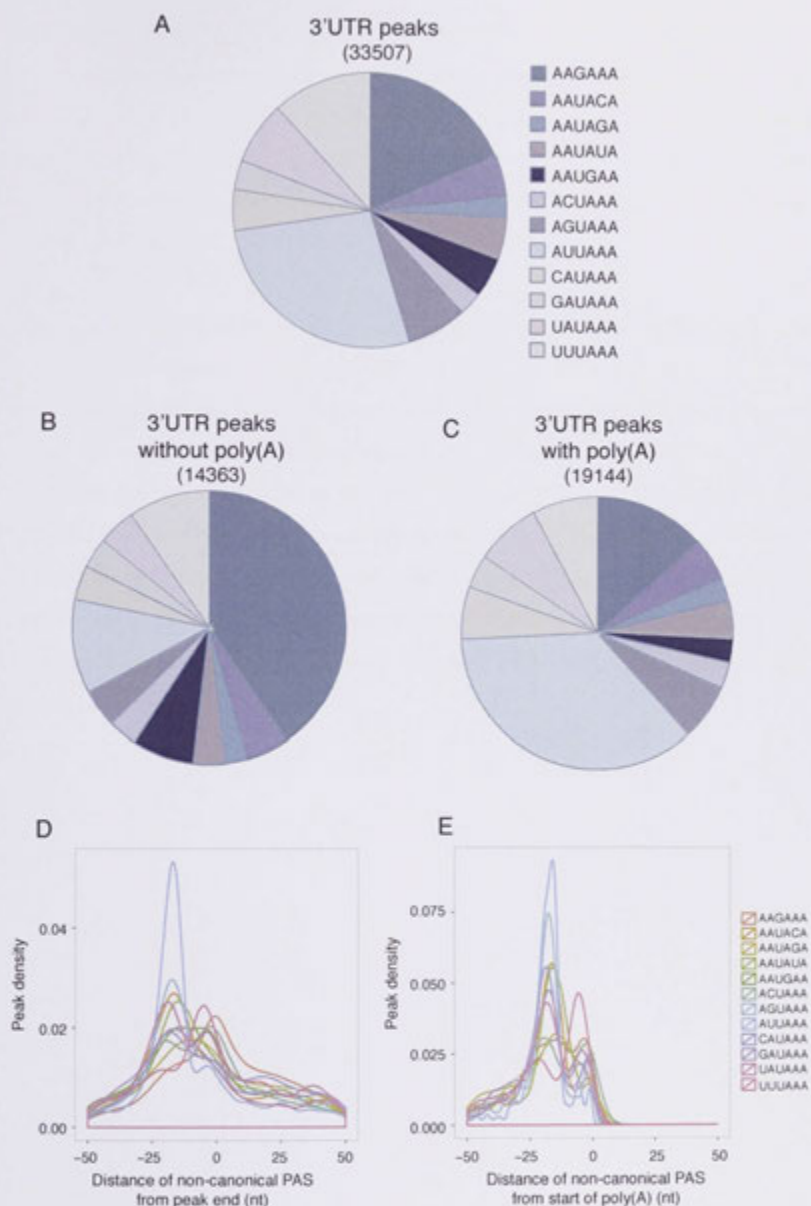 A
3'UTR peaks
(33507)
AAGAAA
AAUACA
AAUAGA
AAUAUA
AAUGAA
ACUAAA
AGUAAA
AUUAAA
CAUAAA
GAUAAA
UAUAAA
UUUAAA
B
3'UTR peaks
without poly(A)
(14363)
C
3'UTR peaks
with poly(A)
(19144)
D
Peak density
0.04
0.02
0.00
−50
−25
0
25
50
Distance of non-canonical PAS
from peak end (nt)
E
Peak density
0.075
0.050
0.025
0.000
−50
−25
0
25
50
Distance of non-canonical PAS
from start of poly(A) (nt)
AAGAAA
AAUACA
AAUAGA
AAUAUA
AAUGAA
ACUAAA
AGUAAA
AUUAAA
CAUAAA
GAUAAA
UAUAAA
UUUAAA